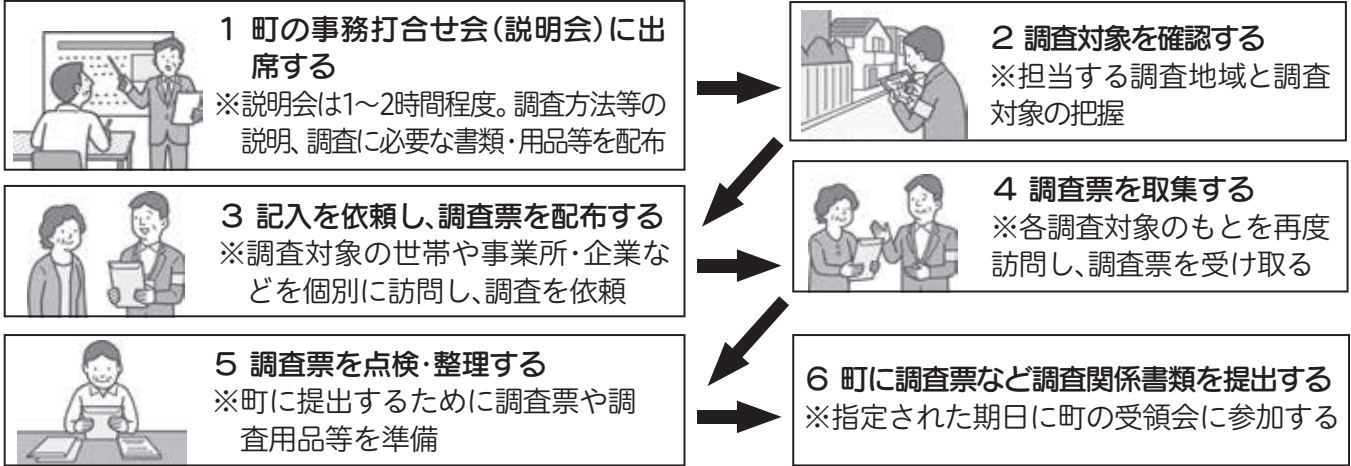 1 町の事務打合せ会(説明会)に出
席する
※説明会は1〜2時間程度。調査方法等の
説明、調査に必要な書類・用品等を配布
2 調査対象を確認する
※担当する調査地域と調査
対象の把握
3 記入を依頼し、調査票を配布する
※調査対象の世帯や事業所・企業な
どを個別に訪問し、調査を依頼
4 調査票を取集する
※各調査対象のもとを再度
訪問し、調査票を受け取る
5 調査票を点検・整理する
※町に提出するために調査票や調
査用品等を準備
6 町に調査票など調査関係書類を提出する
※指定された期日に町の受領会に参加する